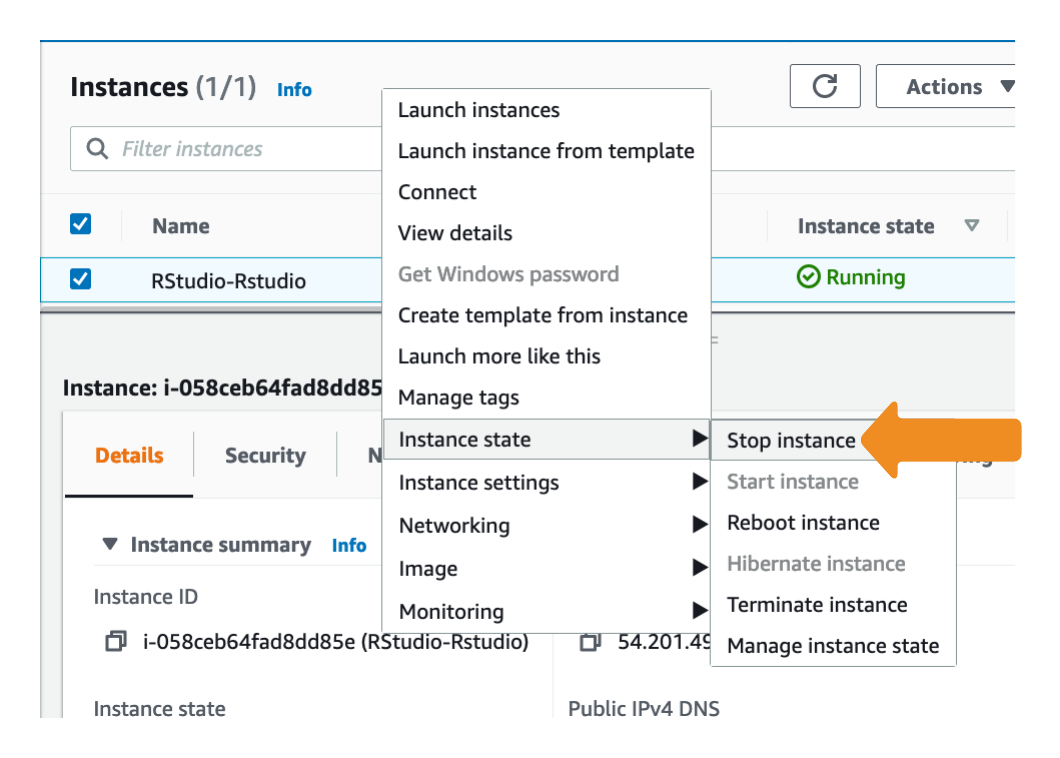 Instances (1/1) Info
Actions
Filter instances
Name
Instance state
RStudio-Rstudio
Running
Launch instances
Launch instance from template
Connect
View details
Get Windows password
Create template from instance
Launch more like this
Manage tags
Instance state
Instance settings
Networking
Image
Monitoring
Stop instance
Start instance
Reboot instance
Hibernate instance
Terminate instance
Manage instance state
Instance: i-058ceb64fad8dd85
Details
Security
Instance summary Info
Instance ID
i-058ceb64fad8dd85e (RStudio-Rstudio)
54.201.49
Instance state
Public IPv4 DNS